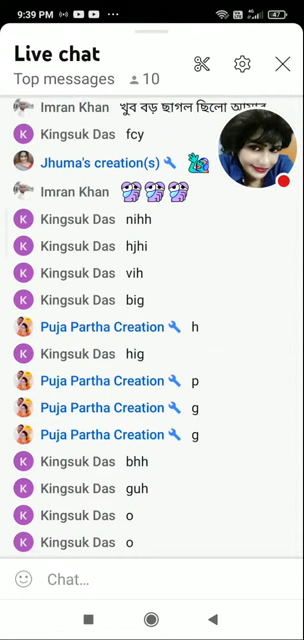 9:39 PM
47
Live chat
Top messages 10
Imran Khan খুব বড় ছাগল ছিলো আমার
Kingsuk Das fcy
Jhuma's creation(s)
Imran Khan
Kingsuk Das nihh
Kingsuk Das hjhi
Kingsuk Das vih
Kingsuk Das big
Puja Partha Creation h
Kingsuk Das hig
Puja Partha Creation p
Puja Partha Creation g
Puja Partha Creation g
Kingsuk Das bhh
Kingsuk Das guh
Kingsuk Das o
Kingsuk Das o
Chat...